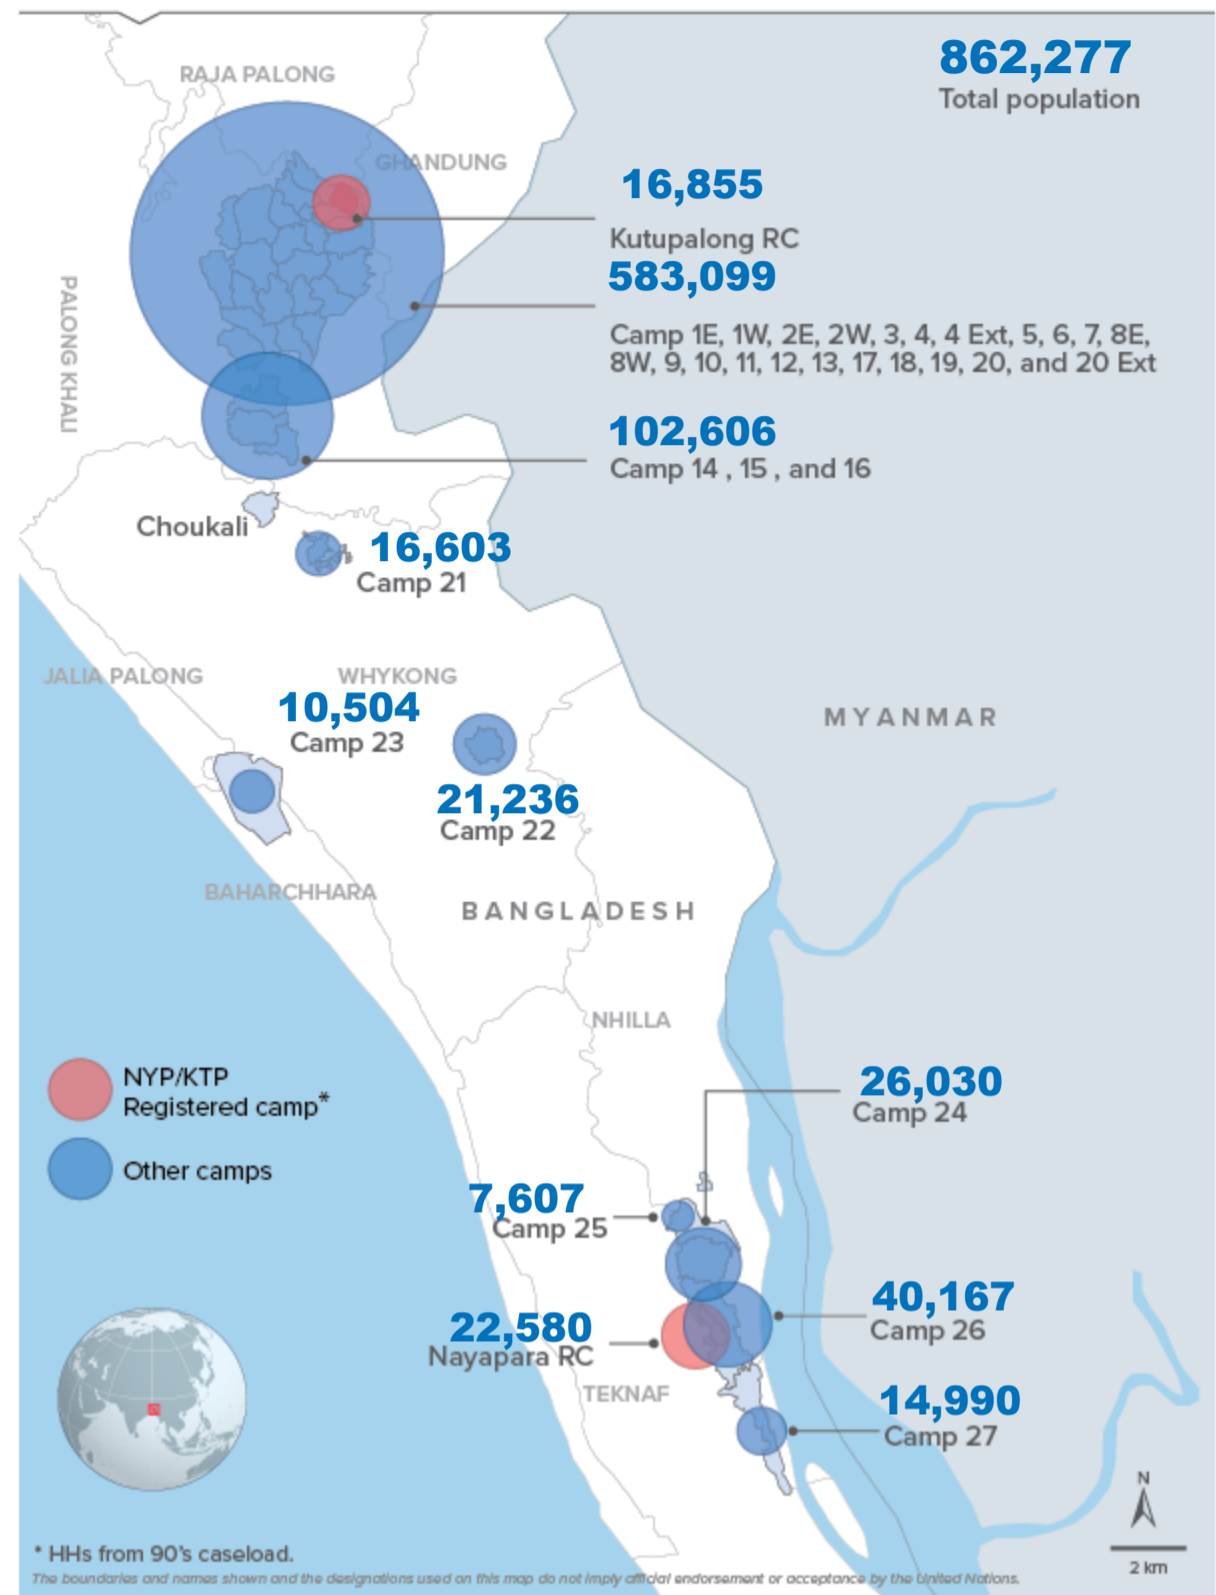 862,277
Total population
RAJA PALONG
GHANDUNG
16,855
Kutupalong RC
583,099
Camp 1E, 1W, 2E, 2W, 3, 4, 4 Ext, 5, 6, 7, 8E,
8W, 9, 10, 11, 12, 13, 17, 18, 19, 20, and 20 Ext
PALONG KHALI
102,606
Camp 14 , 15 , and 16
Choukali
16,603
Camp 21
JALIA PALONG
WHYKONG
10,504
Camp 23
MYANMAR
21,236
Camp 22
BAHARCHHARA
BANGLADESH
NHILLA
NYP/KTP
Registered camp*
Other camps
26,030
Camp 24
7,607
Camp 25
40,167
Camp 26
22,580
Nayapara RC
TEKNAF
14,990
Camp 27
N
2 km
* HHs from 90's caseload.
The boundaries and names shown and the designations used on this map do not imply official endorsement or acceptance by the United Nations.